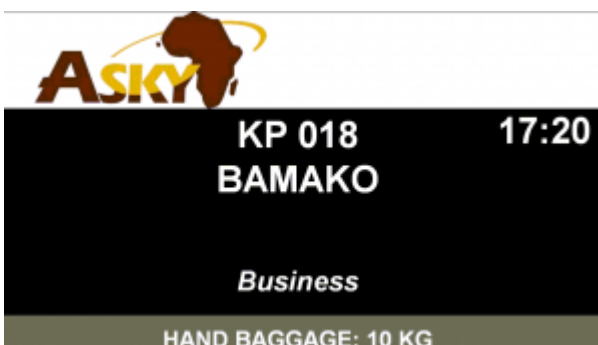 ASKY
KP 018 17:20
BAMAKO
Business
HAND BAGGAGE: 10 KG